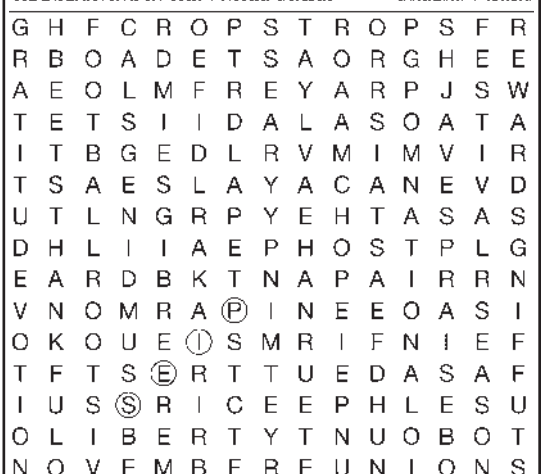 G H F C R O P S T R O P S F R
R B O A D E T S A O R G H E E
A E O L M F R E Y A R P J S W
T E T S I I D A L A S O A T A
I T B G E D L R V M I M V I R
T S A E S L A Y A C A N E V D
U T L N G R P Y E H T A S A S
D H L I I A E P H O S T P L G
E A R D B K T N A P A I R R N
V N O M R A P I N E E O A S I
O K O U E I S M R I F N I E F
T F T S E R T T U E D A S A F
I U S S R I C E E P H L E S U
O L I B E R T Y T N U O B O T
N O V E M B E R E U N I O N S